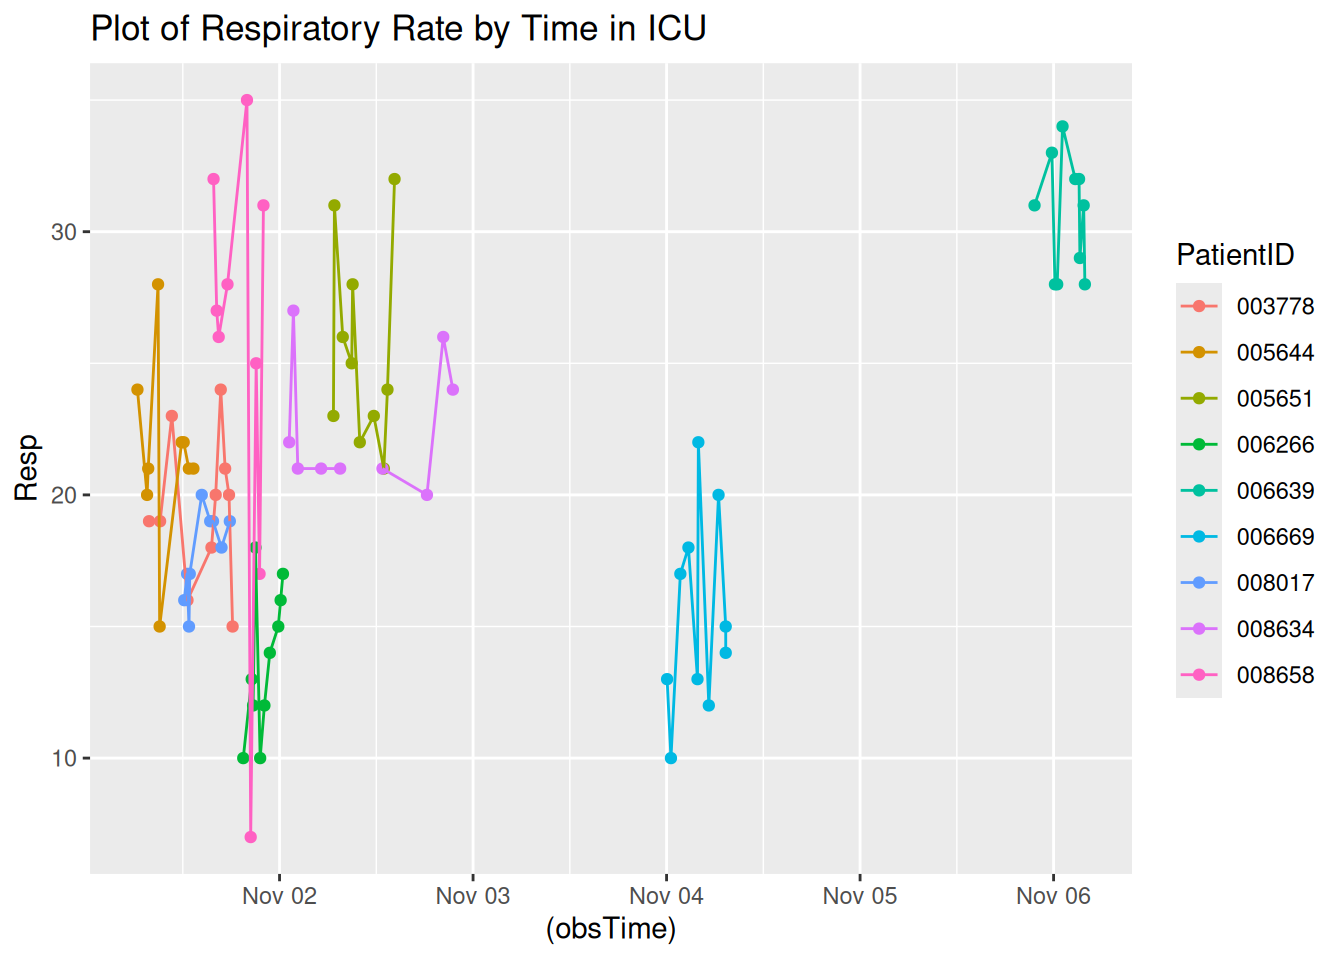 Plot of Respiratory Rate by Time in ICU
Resp
30
20
10
Nov 02 Nov 03 Nov 04 Nov 05 Nov 06
(obsTime)
PatientID
003778
005644
005651
006266
006639
006669
008017
008634
008658